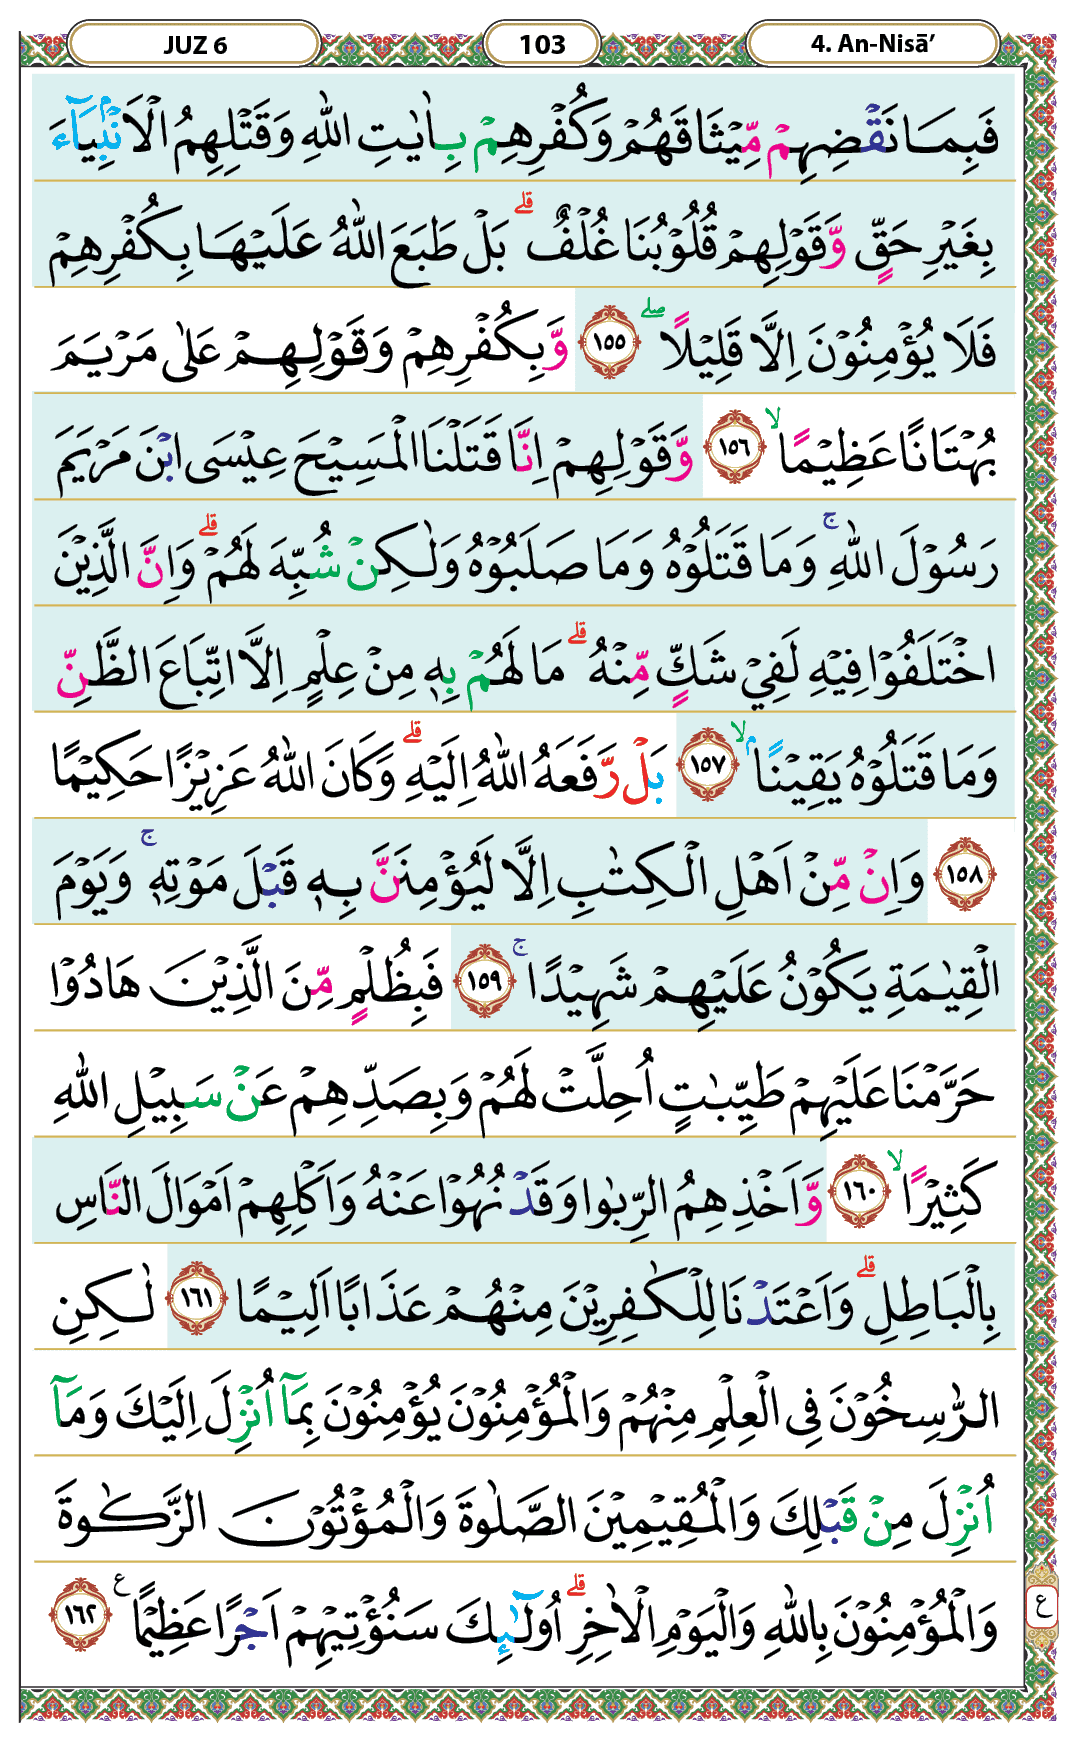 JUZ 6
103
4. An-Nisā’
فَبِمَا نَقْضِهِمْ مِّيْثَاقَهُمْ وَكُفْرِهِمْ بِاٰيٰتِ اللّٰهِ وَقَتْلِهِمُ الْاَنْۢبِيَاۤءَ
بِغَيْرِ حَقٍّ وَّقَوْلِهِمْ قُلُوْبُنَا غُلْفٌ ۗ بَلْ طَبَعَ اللّٰهُ عَلَيْهَا بِكُفْرِهِمْ
فَلَا يُؤْمِنُوْنَ اِلَّا قَلِيْلًاۖ ١٥٥ وَّبِكُفْرِهِمْ وَقَوْلِهِمْ عَلٰى مَرْيَمَ
بُهْتَانًا عَظِيْمًاۙ ١٥٦ وَّقَوْلِهِمْ اِنَّا قَتَلْنَا الْمَسِيْحَ عِيْسَى ابْنَ مَرْيَمَ
رَسُوْلَ اللّٰهِۚ وَمَا قَتَلُوْهُ وَمَا صَلَبُوْهُ وَلٰكِنْ شُبِّهَ لَهُمْ ۗ وَاِنَّ الَّذِيْنَ
اخْتَلَفُوْا فِيْهِ لَفِيْ شَكٍّ مِّنْهُ ۗ مَا لَهُمْ بِهٖ مِنْ عِلْمٍ اِلَّا اتِّبَاعَ الظَّنِّ
وَمَا قَتَلُوْهُ يَقِيْنًاۢ ۙ ١٥٧ بَلْ رَّفَعَهُ اللّٰهُ اِلَيْهِ ۗ وَكَانَ اللّٰهُ عَزِيْزًا حَكِيْمًا
١٥٨ وَاِنْ مِّنْ اَهْلِ الْكِتٰبِ اِلَّا لَيُؤْمِنَنَّ بِهٖ قَبْلَ مَوْتِهٖ ۚ وَيَوْمَ
الْقِيٰمَةِ يَكُوْنُ عَلَيْهِمْ شَهِيْدًاۚ ١٥٩ فَبِظُلْمٍ مِّنَ الَّذِيْنَ هَادُوْا
حَرَّمْنَا عَلَيْهِمْ طَيِّبٰتٍ اُحِلَّتْ لَهُمْ وَبِصَدِّهِمْ عَنْ سَبِيْلِ اللّٰهِ
كَثِيْرًاۙ ١٦٠ وَّاَخْذِهِمُ الرِّبٰوا وَقَدْ نُهُوْا عَنْهُ وَاَكْلِهِمْ اَمْوَالَ النَّاسِ
بِالْبَاطِلِ ۗ وَاَعْتَدْنَا لِلْكٰفِرِيْنَ مِنْهُمْ عَذَابًا اَلِيْمًا ١٦١ لٰكِنِ
الرّٰسِخُوْنَ فِى الْعِلْمِ مِنْهُمْ وَالْمُؤْمِنُوْنَ يُؤْمِنُوْنَ بِمَآ اُنْزِلَ اِلَيْكَ وَمَآ
اُنْزِلَ مِنْ قَبْلِكَ وَالْمُقِيْمِيْنَ الصَّلٰوةَ وَالْمُؤْتُوْنَ الزَّكٰوةَ
وَالْمُؤْمِنُوْنَ بِاللّٰهِ وَالْيَوْمِ الْاٰخِرِ ۗ اُولٰۤىِٕكَ سَنُؤْتِيْهِمْ اَجْرًا عَظِيْمًا ع ١٦٢
ع